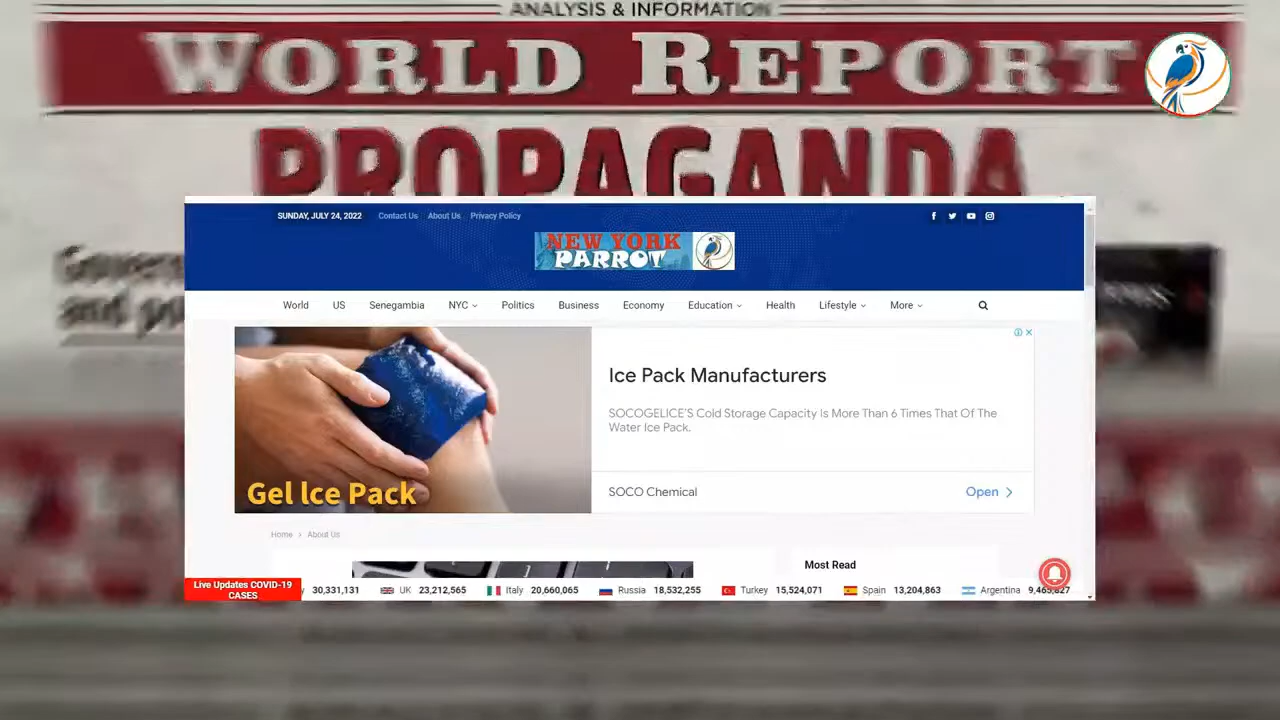 ANALYSIS & INFORMATION
WORLD REPORT
PROPAGANDA
SUNDAY, JULY 24, 2022 Contact Us About Us Privacy Policy
NEW YORK
PARROT
World US Senegambia NYC Politics Business Economy Education Health Lifestyle More
Ice Pack Manufacturers
SOCOGELICE'S Cold Storage Capacity Is More Than 6 Times That Of The
Water Ice Pack.
Gel lce Pack
SOCO Chemical Open
Home › About Us
Most Read
Live Updates COVID-19
CASES
y 30,331,131 UK 23,212,565 Italy 20,660,065 Russia 18,532,255 Turkey 15,524,071 Spain 13,204,863 Argentina 9,465,827